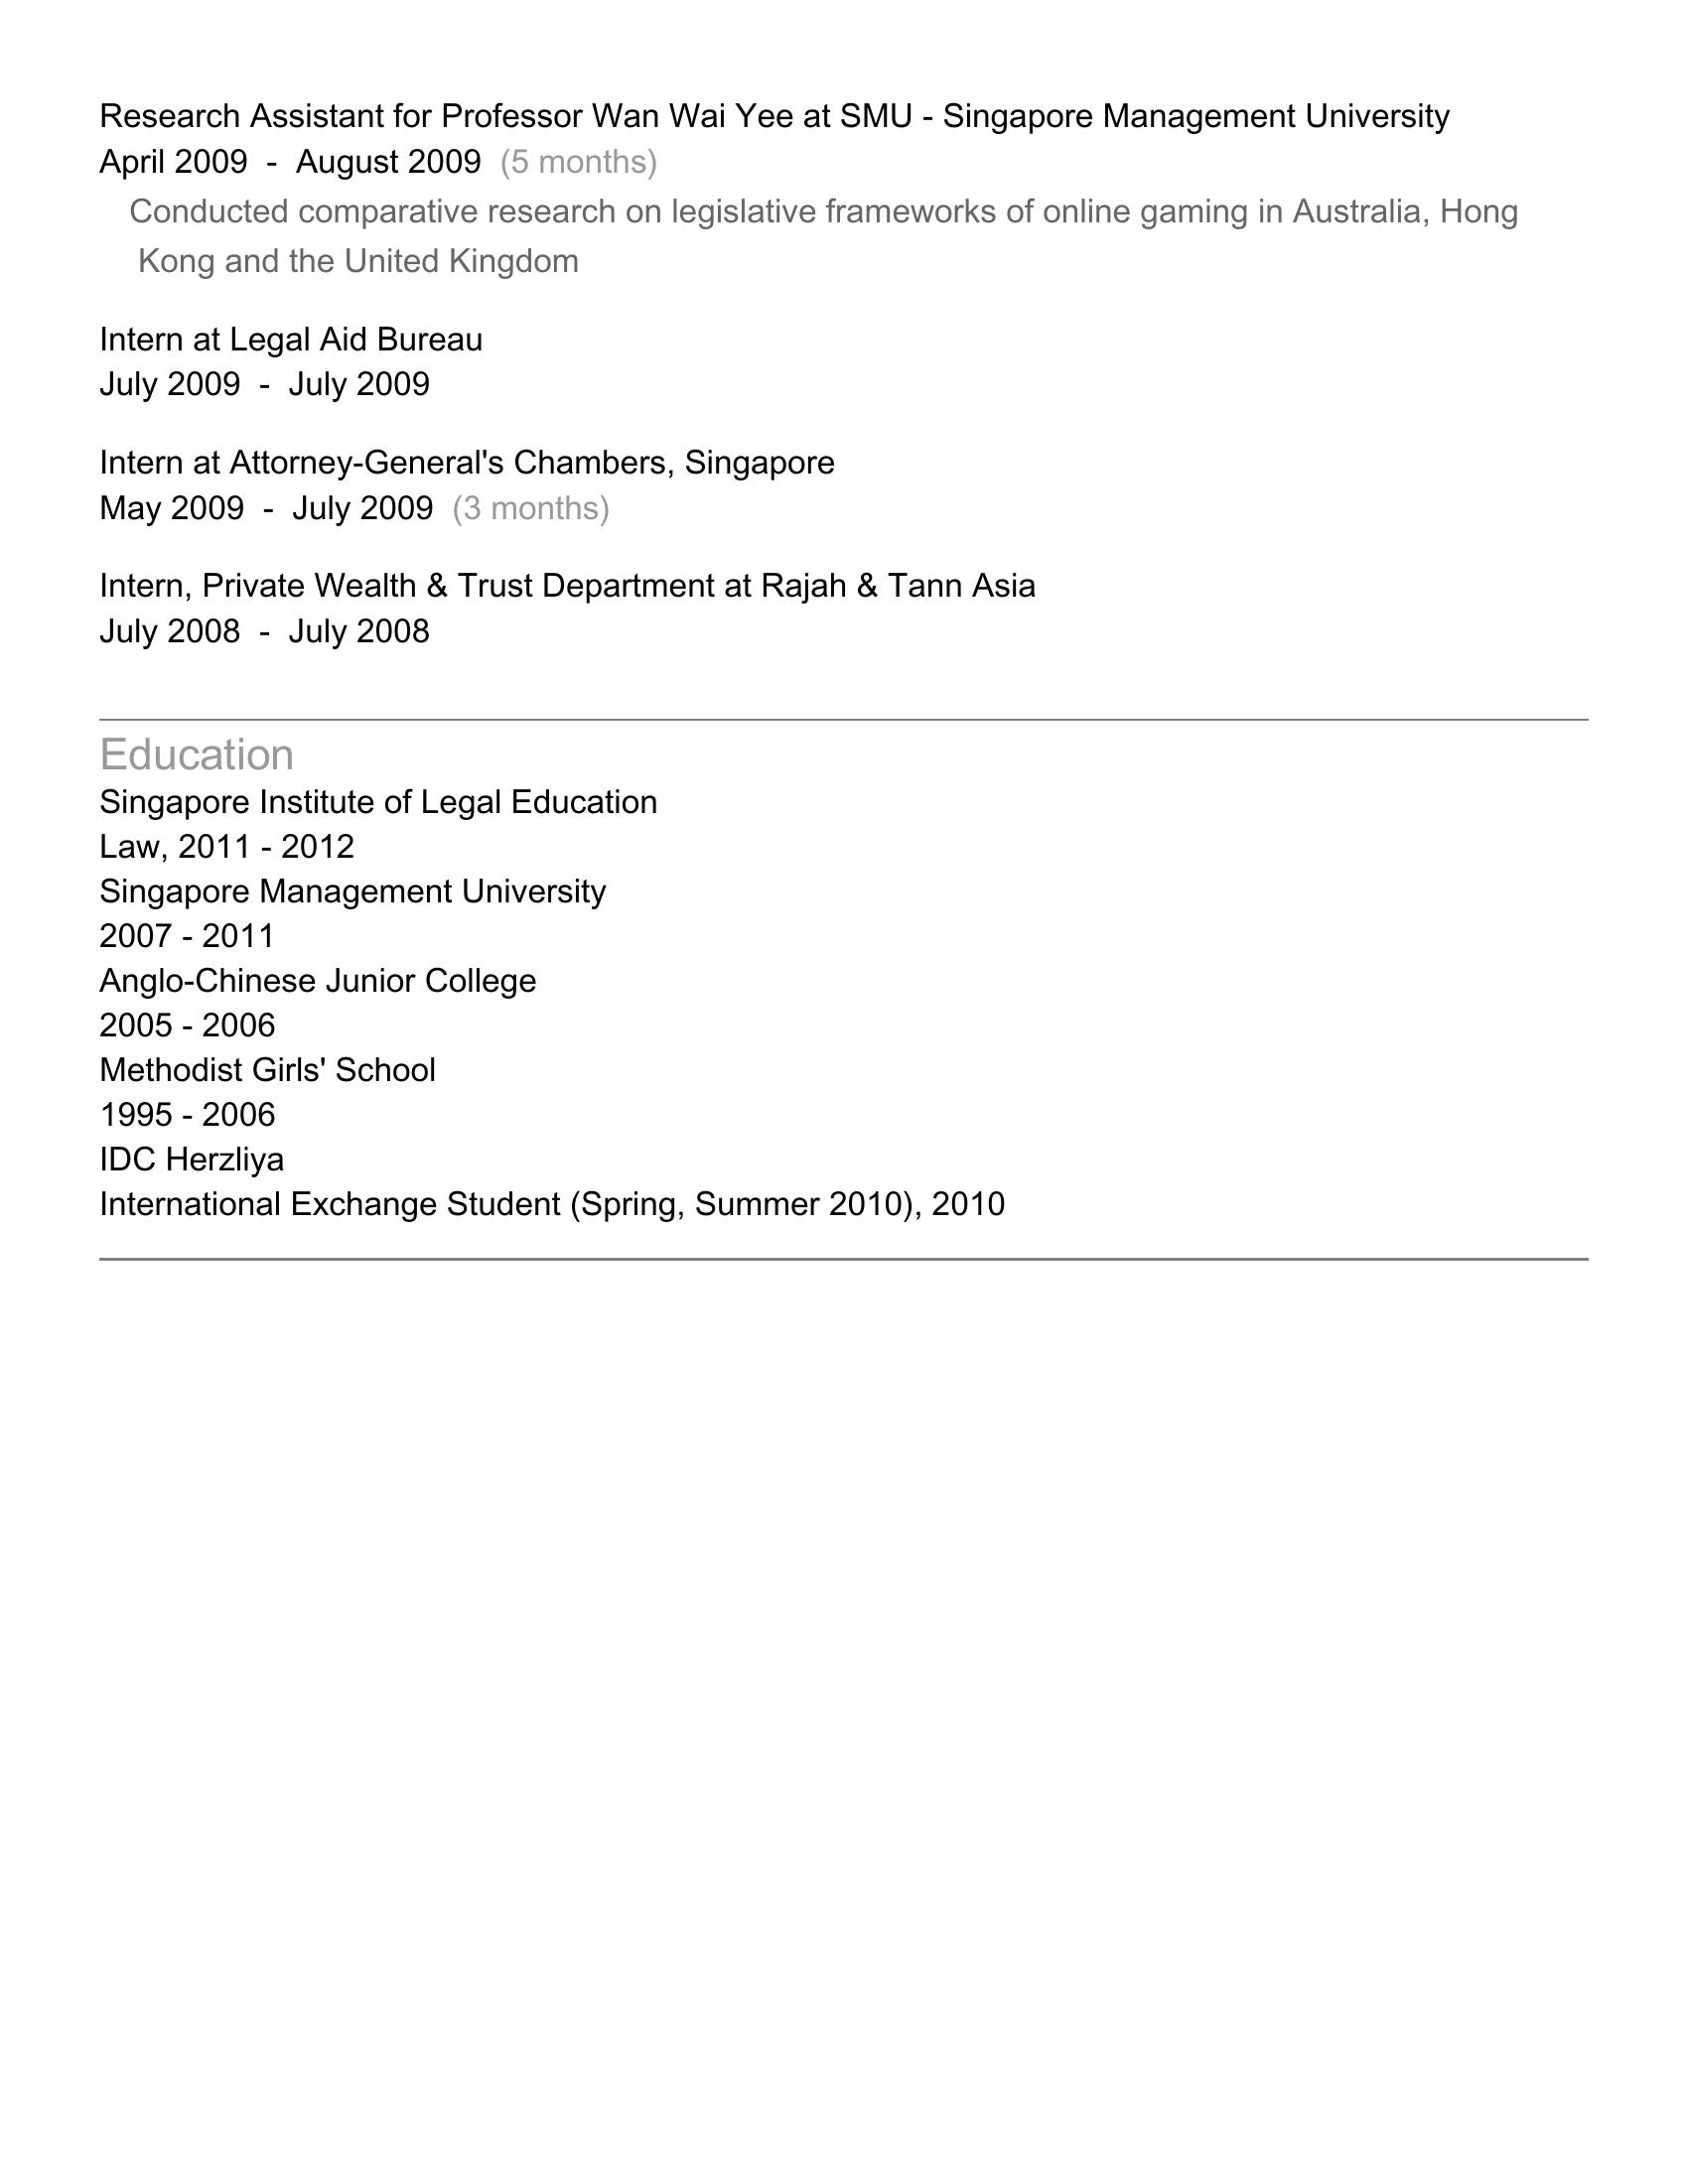 Research Assistant for Professor Wan Wai Yee at SMU - Singapore Management University
April 2009 - August 2009 (5 months)
Conducted comparative research on legislative frameworks of online gaming in Australia, Hong
Kong and the United Kingdom
Intern at Legal Aid Bureau
July 2009 - July 2009
Intern at Attorney-General's Chambers, Singapore
May 2009 - July 2009 (3 months)
Intern, Private Wealth & Trust Department at Rajah & Tann Asia
July 2008 - July 2008
Education
Singapore Institute of Legal Education
Law, 2011 - 2012
Singapore Management University
2007 - 2011
Anglo-Chinese Junior College
2005 - 2006
Methodist Girls' School
1995 - 2006
IDC Herzliya
International Exchange Student (Spring, Summer 2010), 2010